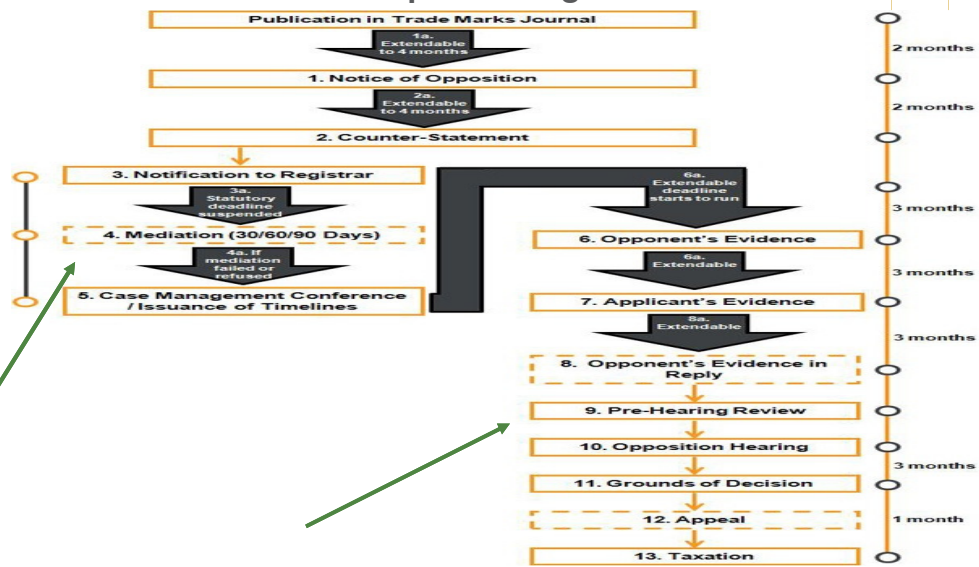 Publication in Trade Marks Journal
1a.
Extendable
to 4 months
2 months
1. Notice of Opposition
2a.
Extendable
to 4 months
2 months
2. Counter-Statement
3. Notification to Registrar
3a.
Statutory
deadline
suspended
4. Mediation (30/60/90 Days)
4a. If
mediation
failed or
refused
5. Case Management Conference
/ Issuance of Timelines
6a.
Extendable
deadline
starts to run
3 months
6. Opponent's Evidence
6a.
Extendable
3 months
7. Applicant's Evidence
8a.
Extendable
3 months
8. Opponent's Evidence in
Reply
9. Pre-Hearing Review
10. Opposition Hearing
3 months
11. Grounds of Decision
12. Appeal
1 month
13. Taxation